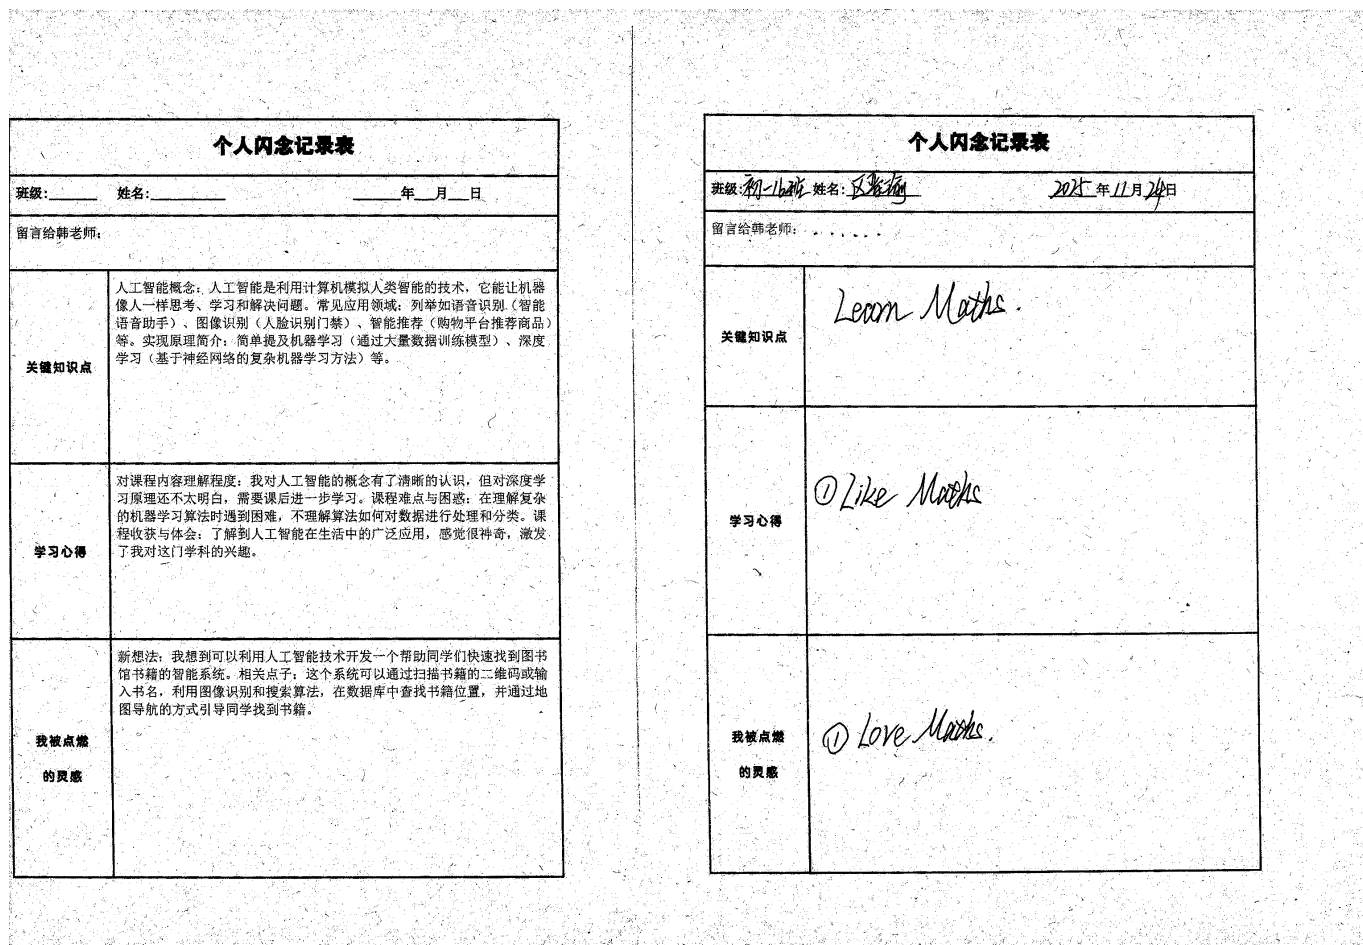 个人闪念记录表
班级:______ 姓名:__________ ______年___月___日
留言给韩老师:
关键知识点
人工智能概念:人工智能是利用计算机模拟人类智能的技术,它能让机器
像人一样思考、学习和解决问题。常见应用领域:列举如语音识别(智能
语音助手)、图像识别(人脸识别门禁)、智能推荐(购物平台推荐商品)
等。实现原理简介:简单提及机器学习(通过大量数据训练模型)、深度
学习(基于神经网络的复杂机器学习方法)等。
学习心得
对课程内容理解程度:我对人工智能的概念有了清晰的认识,但对深度学
习原理还不太明白,需要课后进一步学习。课程难点与困惑:在理解复杂
的机器学习算法时遇到困难,不理解算法如何对数据进行处理和分类。课
程收获与体会:了解到人工智能在生活中的广泛应用,感觉很神奇,激发
了我对这门学科的兴趣。
我被点燃
的灵感
新想法:我想到可以利用人工智能技术开发一个帮助同学们快速找到图书
馆书籍的智能系统。相关点子:这个系统可以通过扫描书籍的二维码或输
入书名,利用图像识别和搜索算法,在数据库中查找书籍位置,并通过地
图导航的方式引导同学找到书籍。
个人闪念记录表
班级:初一16班 姓名:区 2025年11月24日
留言给韩老师: ......
关键知识点
Learn Maths.
学习心得
① Like Maths
我被点燃
的灵感
① Love Maths.